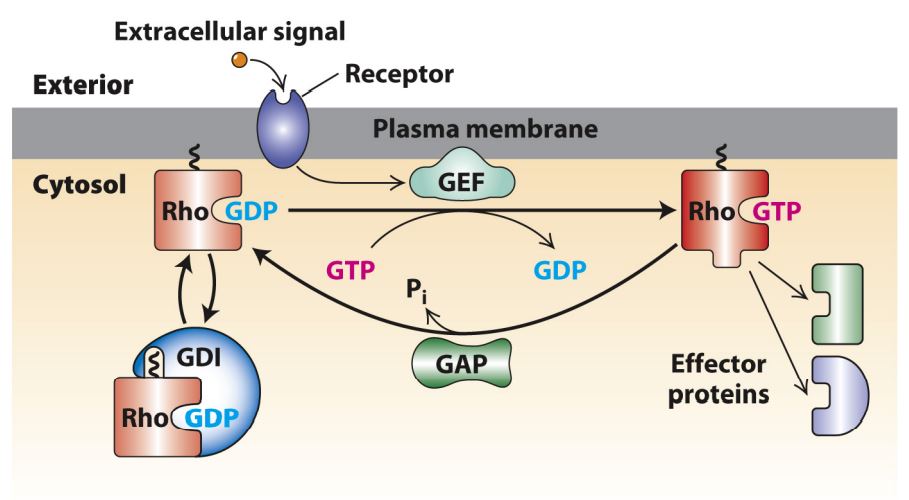 Extracellular signal
Receptor
Exterior
Plasma membrane
Cytosol
GEF
Rho GDP
Rho GTP
GTP
GDP
Pi
GDI
GAP
Effector
proteins
Rho GDP